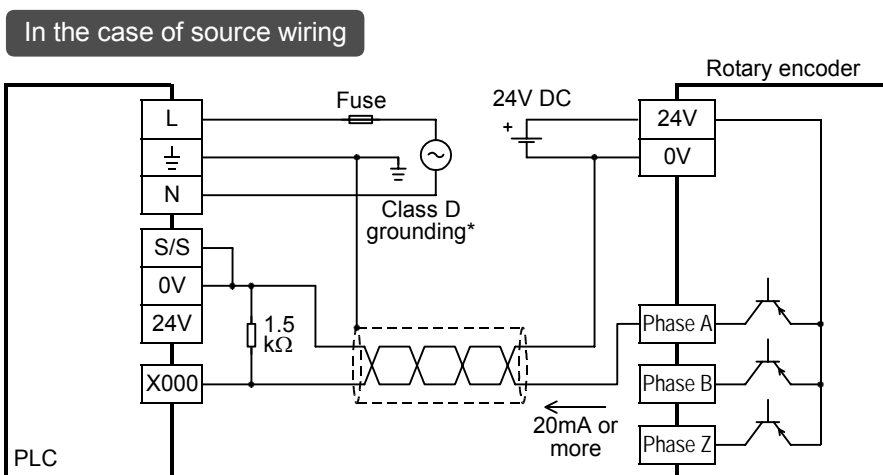 In the case of source wiring
Rotary encoder
Fuse
24V DC
+
L
24V
0V
N
Class D
grounding*
S/S
0V
24V
1.5
kΩ
X000
Phase A
Phase B
20mA or
more
Phase Z
PLC